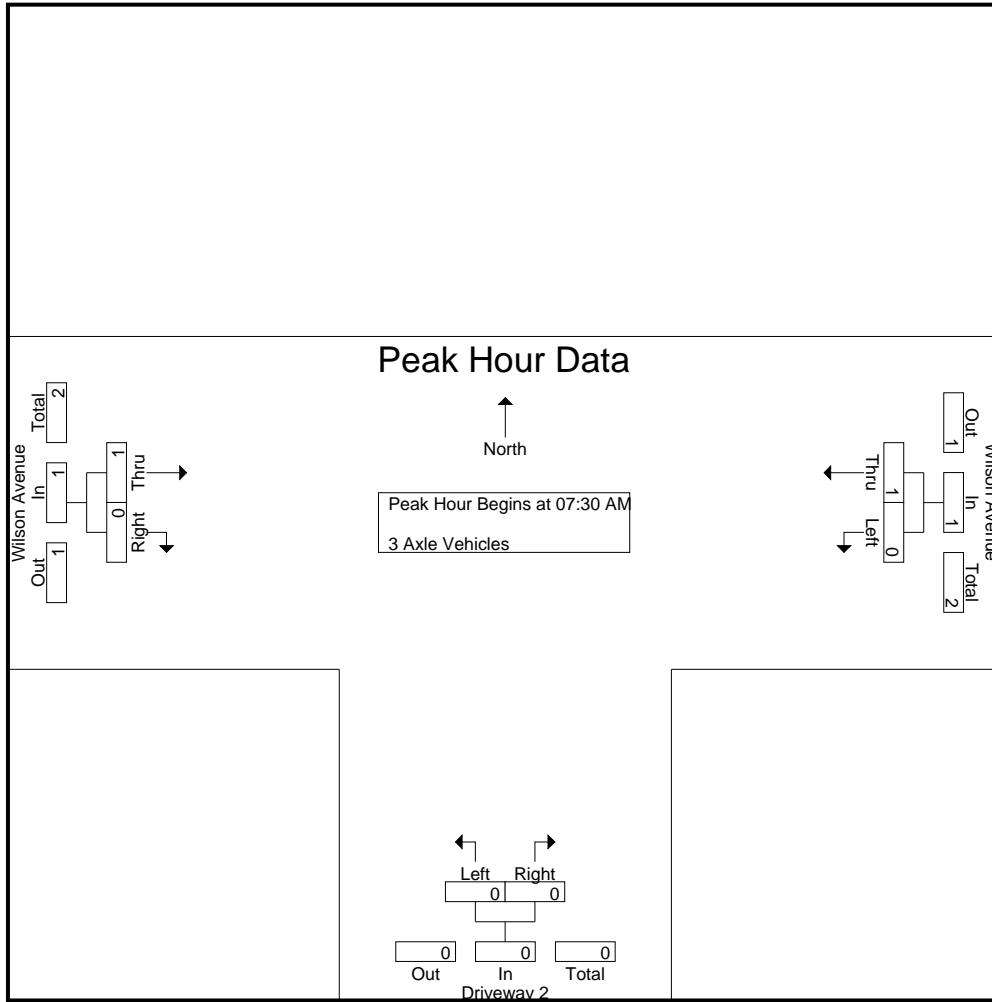 Peak Hour Data
North
Peak Hour Begins at 07:30 AM
3 Axle Vehicles
Wilson Avenue
Total
2
In
1
Out
1
1
Thru
0
Right
Out
1
In
1
Total
2
Wilson Avenue
Thru
1
Left
0
Left Right
0 0
0 0 0
Out In Total
Driveway 2